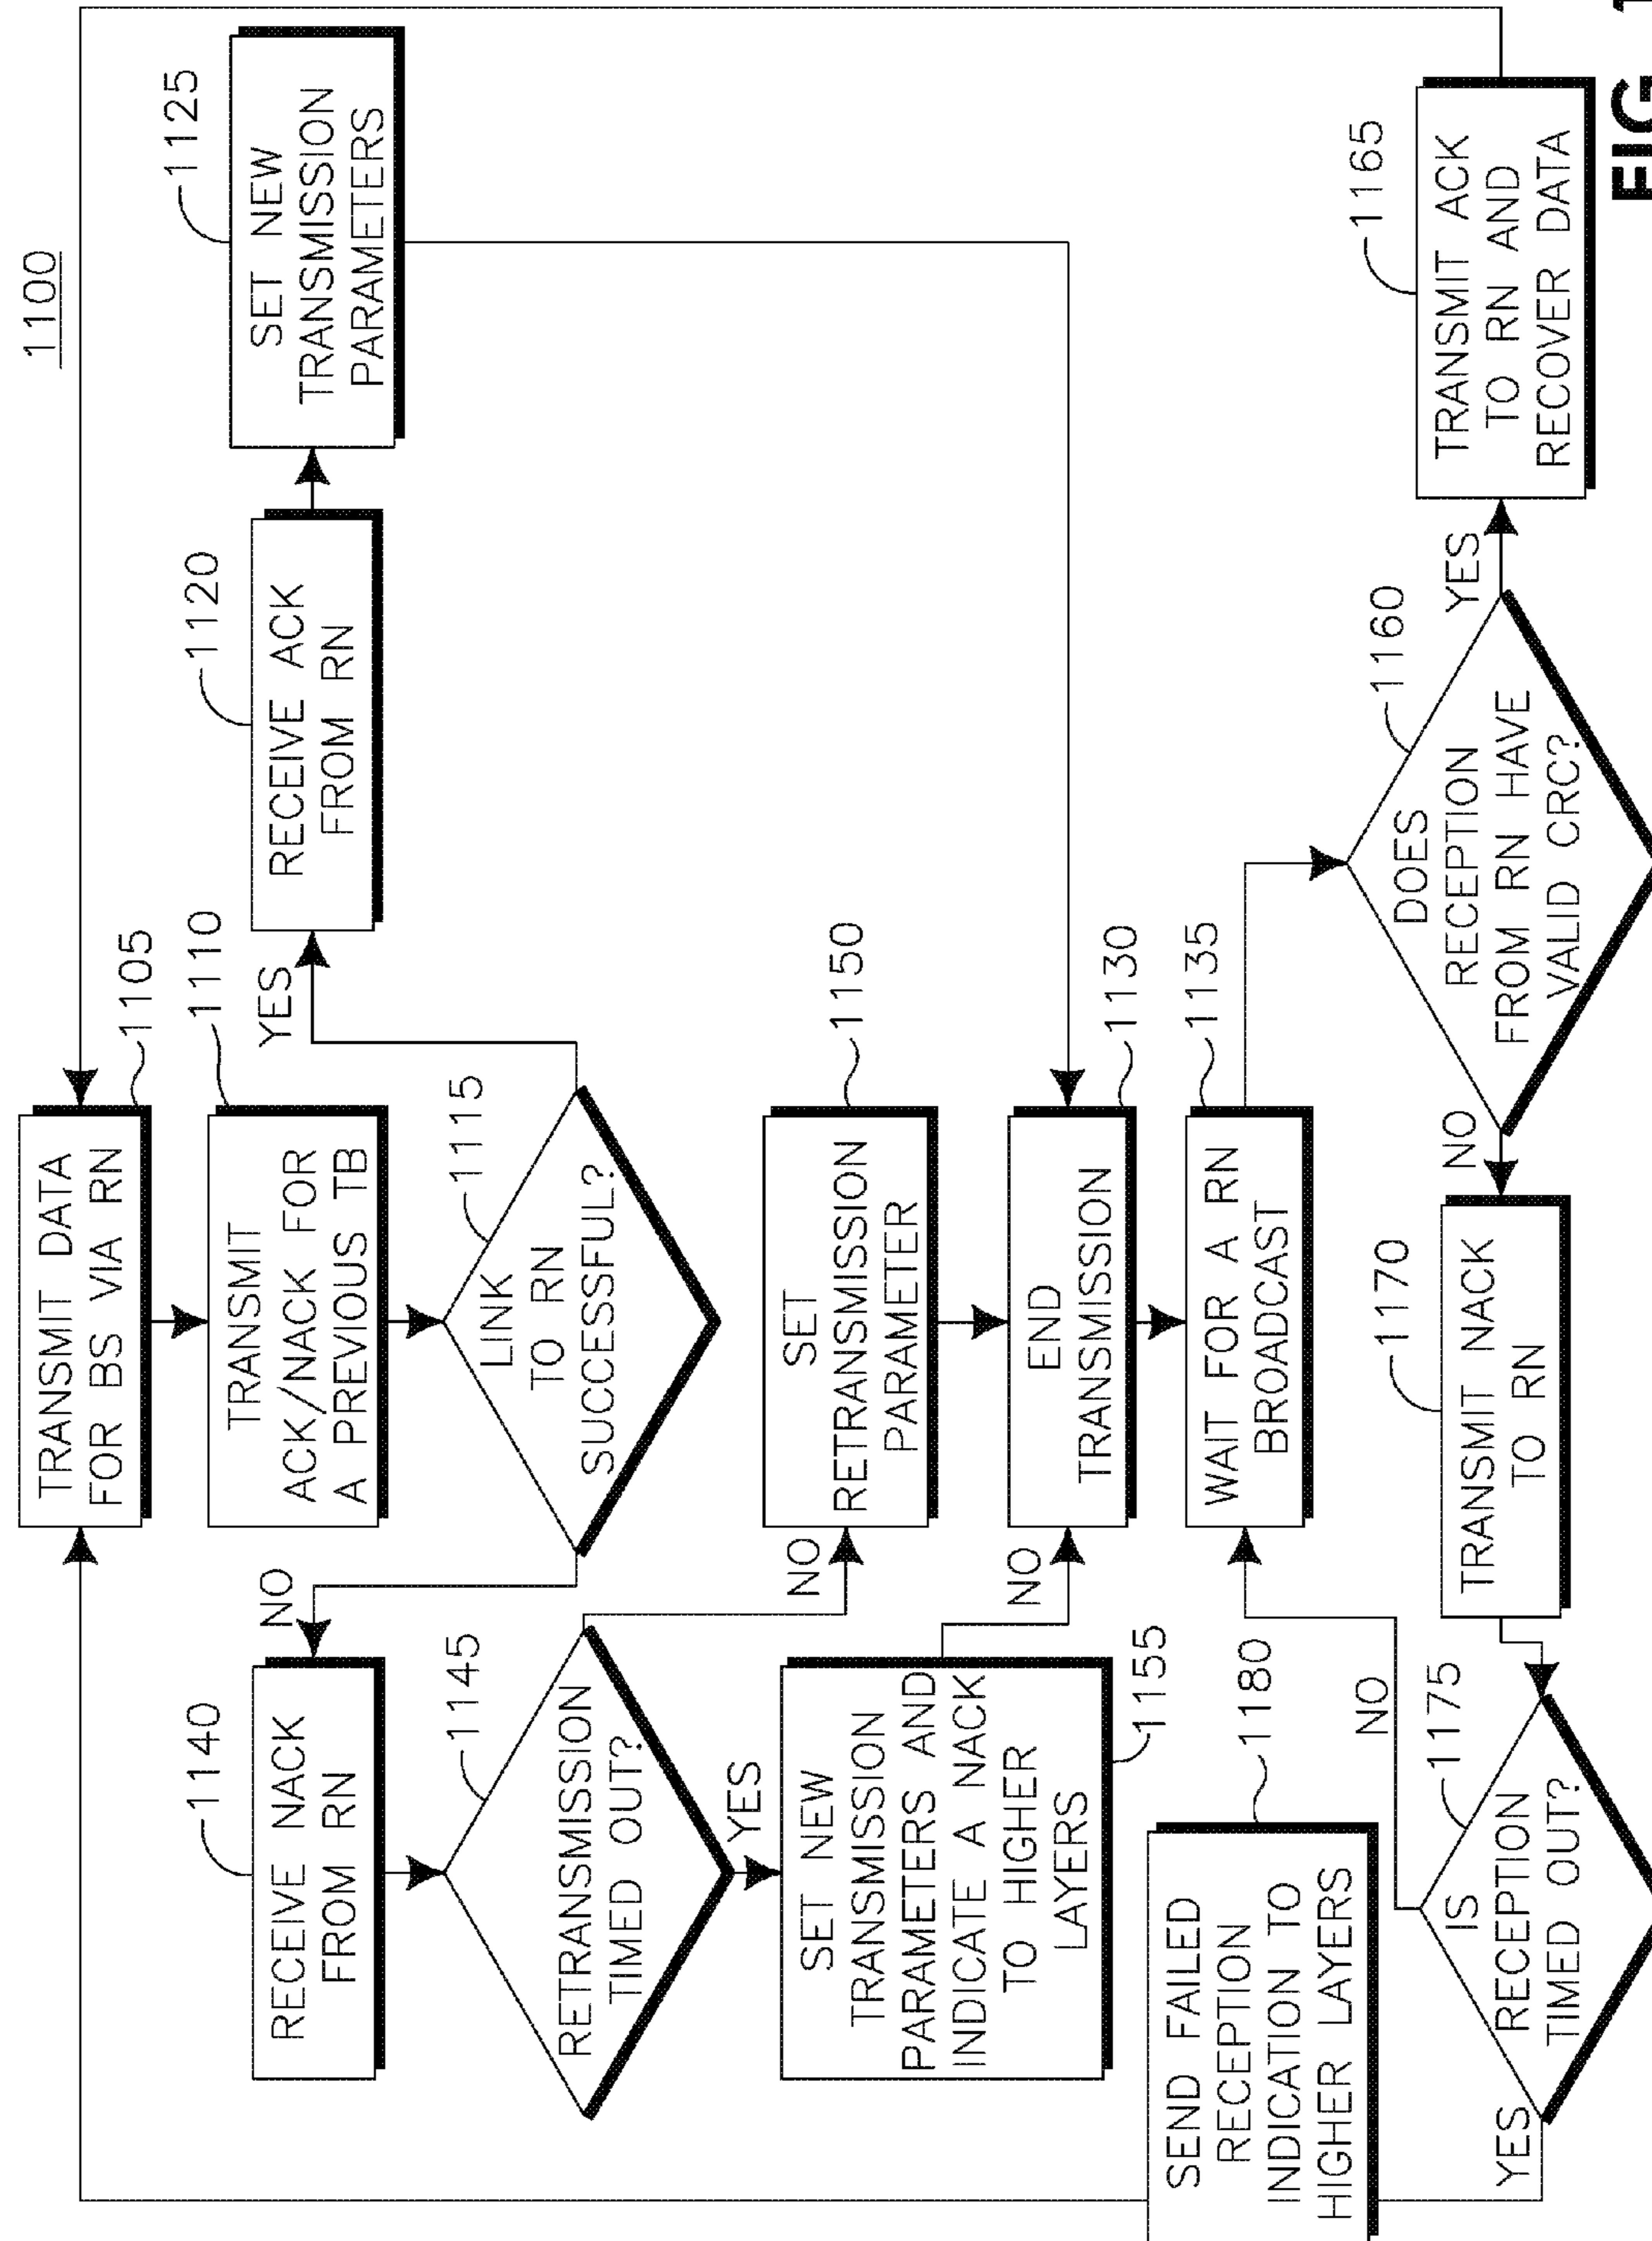 1100
TRANSMIT DATA
FOR BS VIA RN
1105
TRANSMIT
ACK/NACK FOR
A PREVIOUS TB
1110
LINK
TO RN
SUCCESSFUL?
1115
YES
RECEIVE ACK
FROM RN
1120
SET NEW
TRANSMISSION
PARAMETERS
1125
NO
RECEIVE NACK
FROM RN
1140
RETRANSMISSION
TIMED OUT?
1145
NO
SET
RETRANSMISSION
PARAMETER
1150
YES
SET NEW
TRANSMISSION
PARAMETERS AND
INDICATE A NACK
TO HIGHER
LAYERS
1155
NO
END
TRANSMISSION
1130
WAIT FOR A RN
BROADCAST
1135
DOES
RECEPTION
FROM RN HAVE
VALID CRC?
1160
YES
TRANSMIT ACK
TO RN AND
RECOVER DATA
1165
NO
TRANSMIT NACK
TO RN
1170
IS
RECEPTION
TIMED OUT?
1175
NO
YES
SEND FAILED
RECEPTION
INDICATION TO
HIGHER LAYERS
1180
FIG